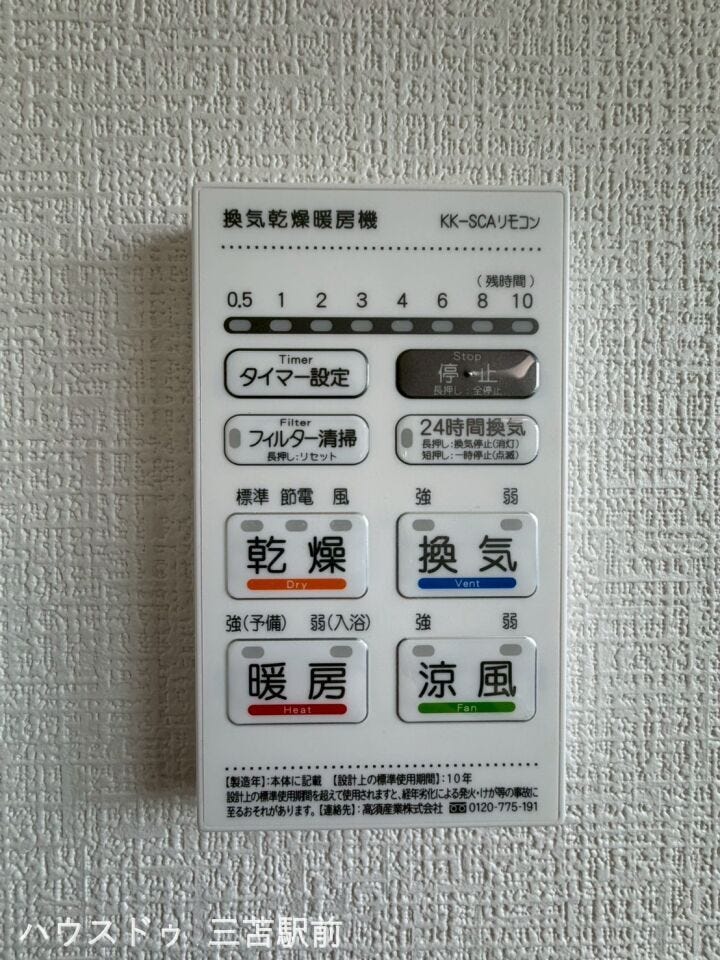 換気乾燥暖房機 KK-SCAリモコン
(残時間)
0.5 1 2 3 4 6 8 10
Timer
タイマー設定
Stop
停・止
長押し:全停止
Filter
フィルター清掃
長押し:リセット
24時間換気
長押し:換気停止(消灯)
短押し:一時停止(点滅)
標準 節電 風
強 弱
乾燥
Dry
換気
Vent
強(予備) 弱(入浴)
強 弱
暖房
Heat
涼風
Fan
【製造年】:本体に記載 【設計上の標準使用期間】:10年
設計上の標準使用期間を超えて使用されますと、経年劣化による発火・けが等の事故に
至るおそれがあります。【連絡先】:高須産業株式会社 0120-775-191
ハウスドゥ 三苫駅前